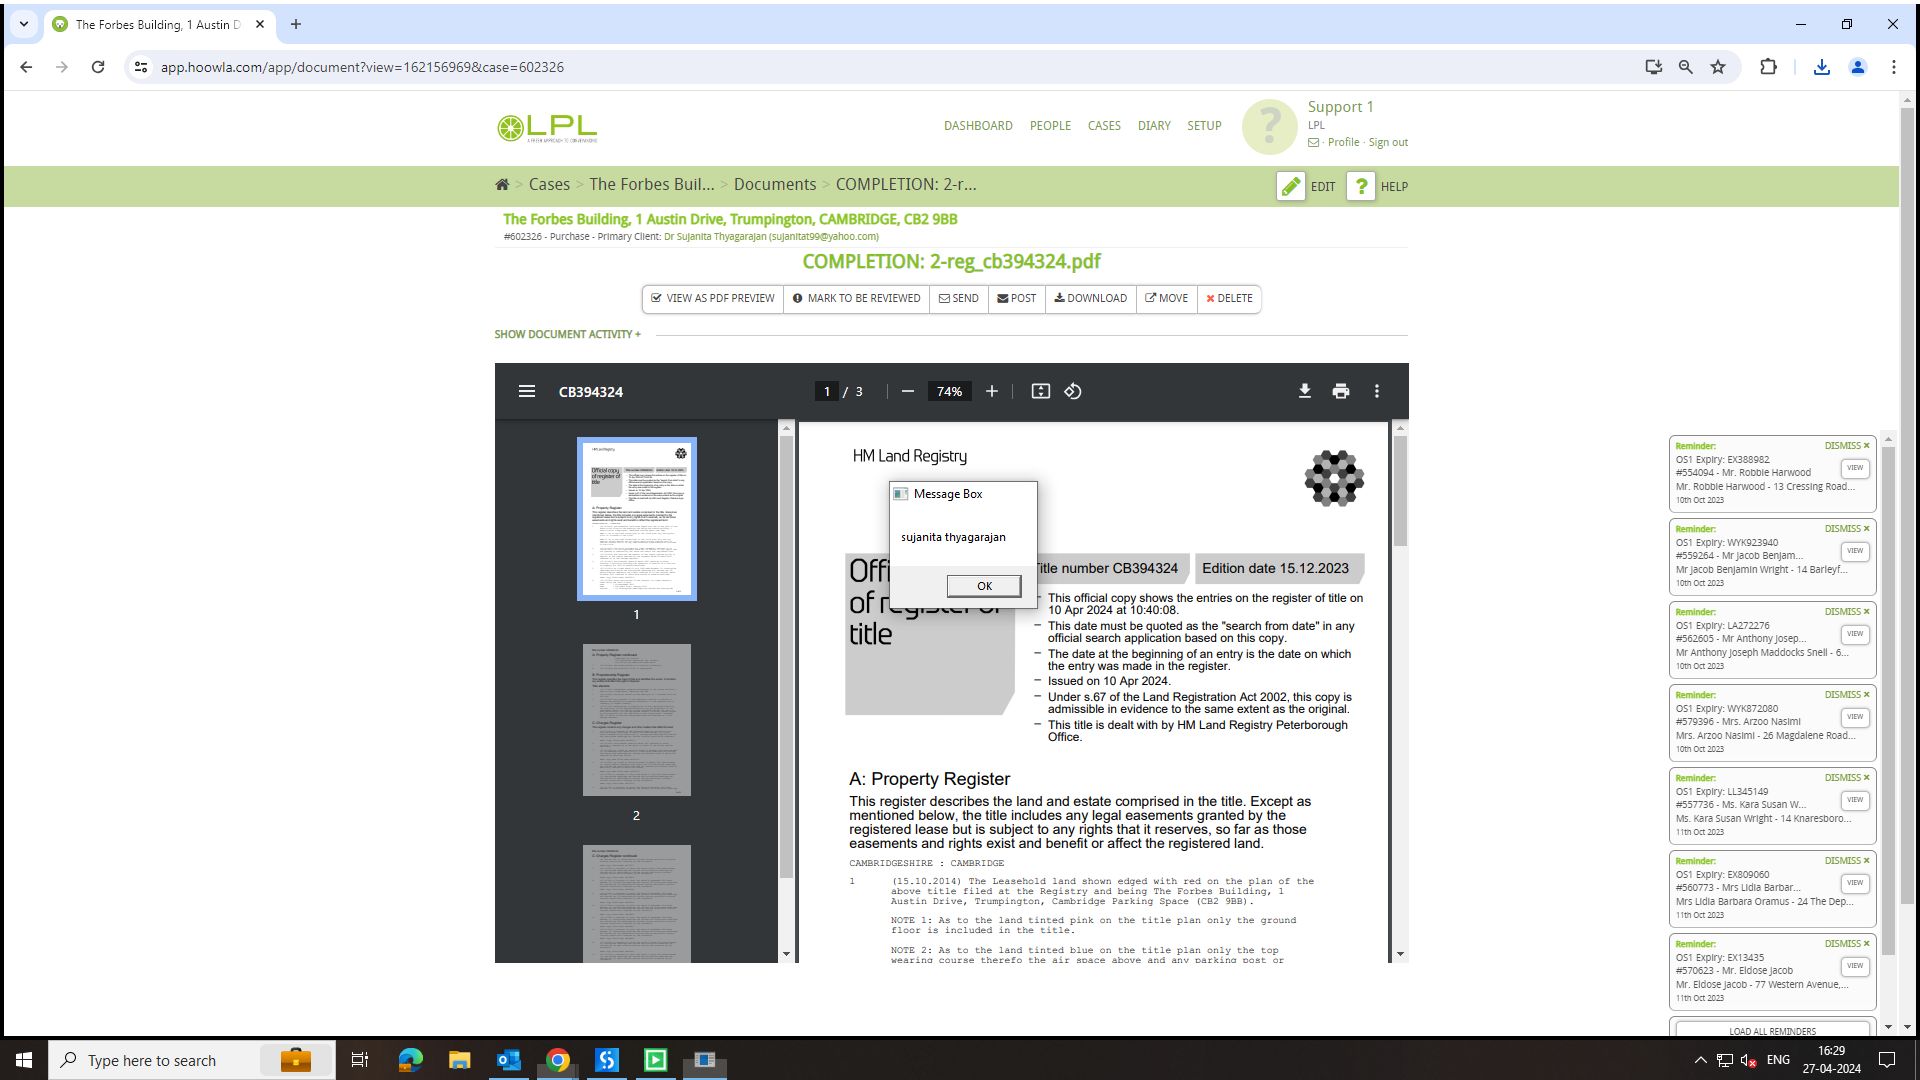 The Forbes Building, 1 Austin D
app.hoowla.com/app/document?view=162156969&case=602326
LPL
DASHBOARD PEOPLE CASES DIARY SETUP
?
Support 1
LPL
· Profile · Sign out
> Cases > The Forbes Buil... > Documents > COMPLETION: 2-r...
EDIT ? HELP
The Forbes Building, 1 Austin Drive, Trumpington, CAMBRIDGE, CB2 9BB
#602326 - Purchase - Primary Client: Dr Sujanita Thyagarajan (sujanitat99@yahoo.com)
COMPLETION: 2-reg_cb394324.pdf
VIEW AS PDF PREVIEW MARK TO BE REVIEWED SEND POST DOWNLOAD MOVE DELETE
SHOW DOCUMENT ACTIVITY +
CB394324
1 / 3
74%
1
2
HM Land Registry
Message Box
sujanita thyagarajan
OK
of register of
title
Title number CB394324
Edition date 15.12.2023
– This official copy shows the entries on the register of title on
10 Apr 2024 at 10:40:08.
– This date must be quoted as the "search from date" in any
official search application based on this copy.
– The date at the beginning of an entry is the date on which
the entry was made in the register.
– Issued on 10 Apr 2024.
– Under s.67 of the Land Registration Act 2002, this copy is
admissible in evidence to the same extent as the original.
– This title is dealt with by HM Land Registry Peterborough
Office.
A: Property Register
This register describes the land and estate comprised in the title. Except as
mentioned below, the title includes any legal easements granted by the
registered lease but is subject to any rights that it reserves, so far as those
easements and rights exist and benefit or affect the registered land.
CAMBRIDGESHIRE : CAMBRIDGE
1 (15.10.2014) The Leasehold land shown edged with red on the plan of the
above title filed at the Registry and being The Forbes Building, 1
Austin Drive, Trumpington, Cambridge Parking Space (CB2 9BB).
NOTE 1: As to the land tinted pink on the title plan only the ground
floor is included in the title.
NOTE 2: As to the land tinted blue on the title plan only the top
wearing course therefo the air space above and any parking post or
Reminder: DISMISS ×
OS1 Expiry: EX388982
#554094 - Mr. Robbie Harwood
VIEW
Mr. Robbie Harwood - 13 Cressing Road...
10th Oct 2023
Reminder: DISMISS ×
OS1 Expiry: WYK923940
#559264 - Mr Jacob Benjam...
VIEW
Mr Jacob Benjamin Wright - 14 Barleyf...
10th Oct 2023
Reminder: DISMISS ×
OS1 Expiry: LA272276
#562605 - Mr Anthony Josep...
VIEW
Mr Anthony Joseph Maddocks Snell - 6...
10th Oct 2023
Reminder: DISMISS ×
OS1 Expiry: WYK872080
#579396 - Mrs. Arzoo Nasimi
VIEW
Mrs. Arzoo Nasimi - 26 Magdalene Road...
10th Oct 2023
Reminder: DISMISS ×
OS1 Expiry: LL345149
#557736 - Ms. Kara Susan W...
VIEW
Ms. Kara Susan Wright - 14 Knaresboro...
11th Oct 2023
Reminder: DISMISS ×
OS1 Expiry: EX809060
#560773 - Mrs Lidia Barbar...
VIEW
Mrs Lidia Barbara Oramus - 24 The Dep...
11th Oct 2023
Reminder: DISMISS ×
OS1 Expiry: EX13435
#570623 - Mr. Eldose Jacob
VIEW
Mr. Eldose Jacob - 77 Western Avenue,...
11th Oct 2023
LOAD ALL REMINDERS
Type here to search
ENG
16:29
27-04-2024